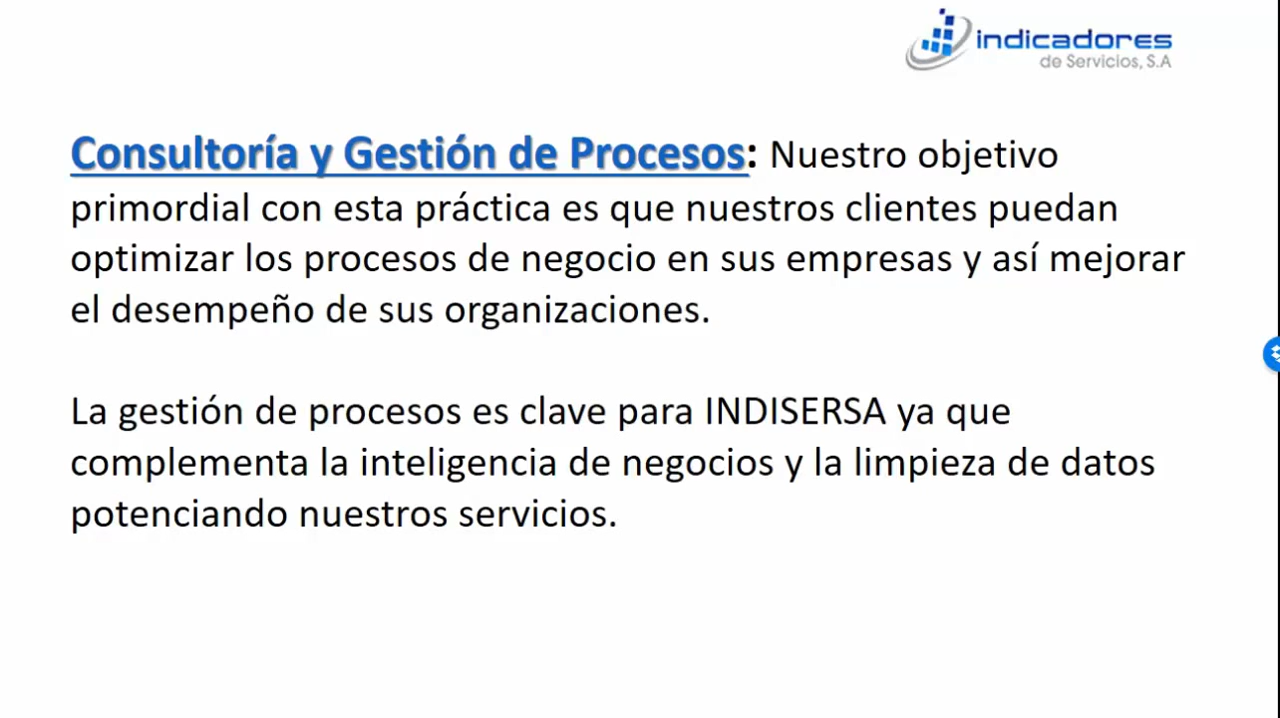 indicadores
de Servicios, S.A
Consultoría y Gestión de Procesos: Nuestro objetivo
primordial con esta práctica es que nuestros clientes puedan
optimizar los procesos de negocio en sus empresas y así mejorar
el desempeño de sus organizaciones.
La gestión de procesos es clave para INDISERSA ya que
complementa la inteligencia de negocios y la limpieza de datos
potenciando nuestros servicios.